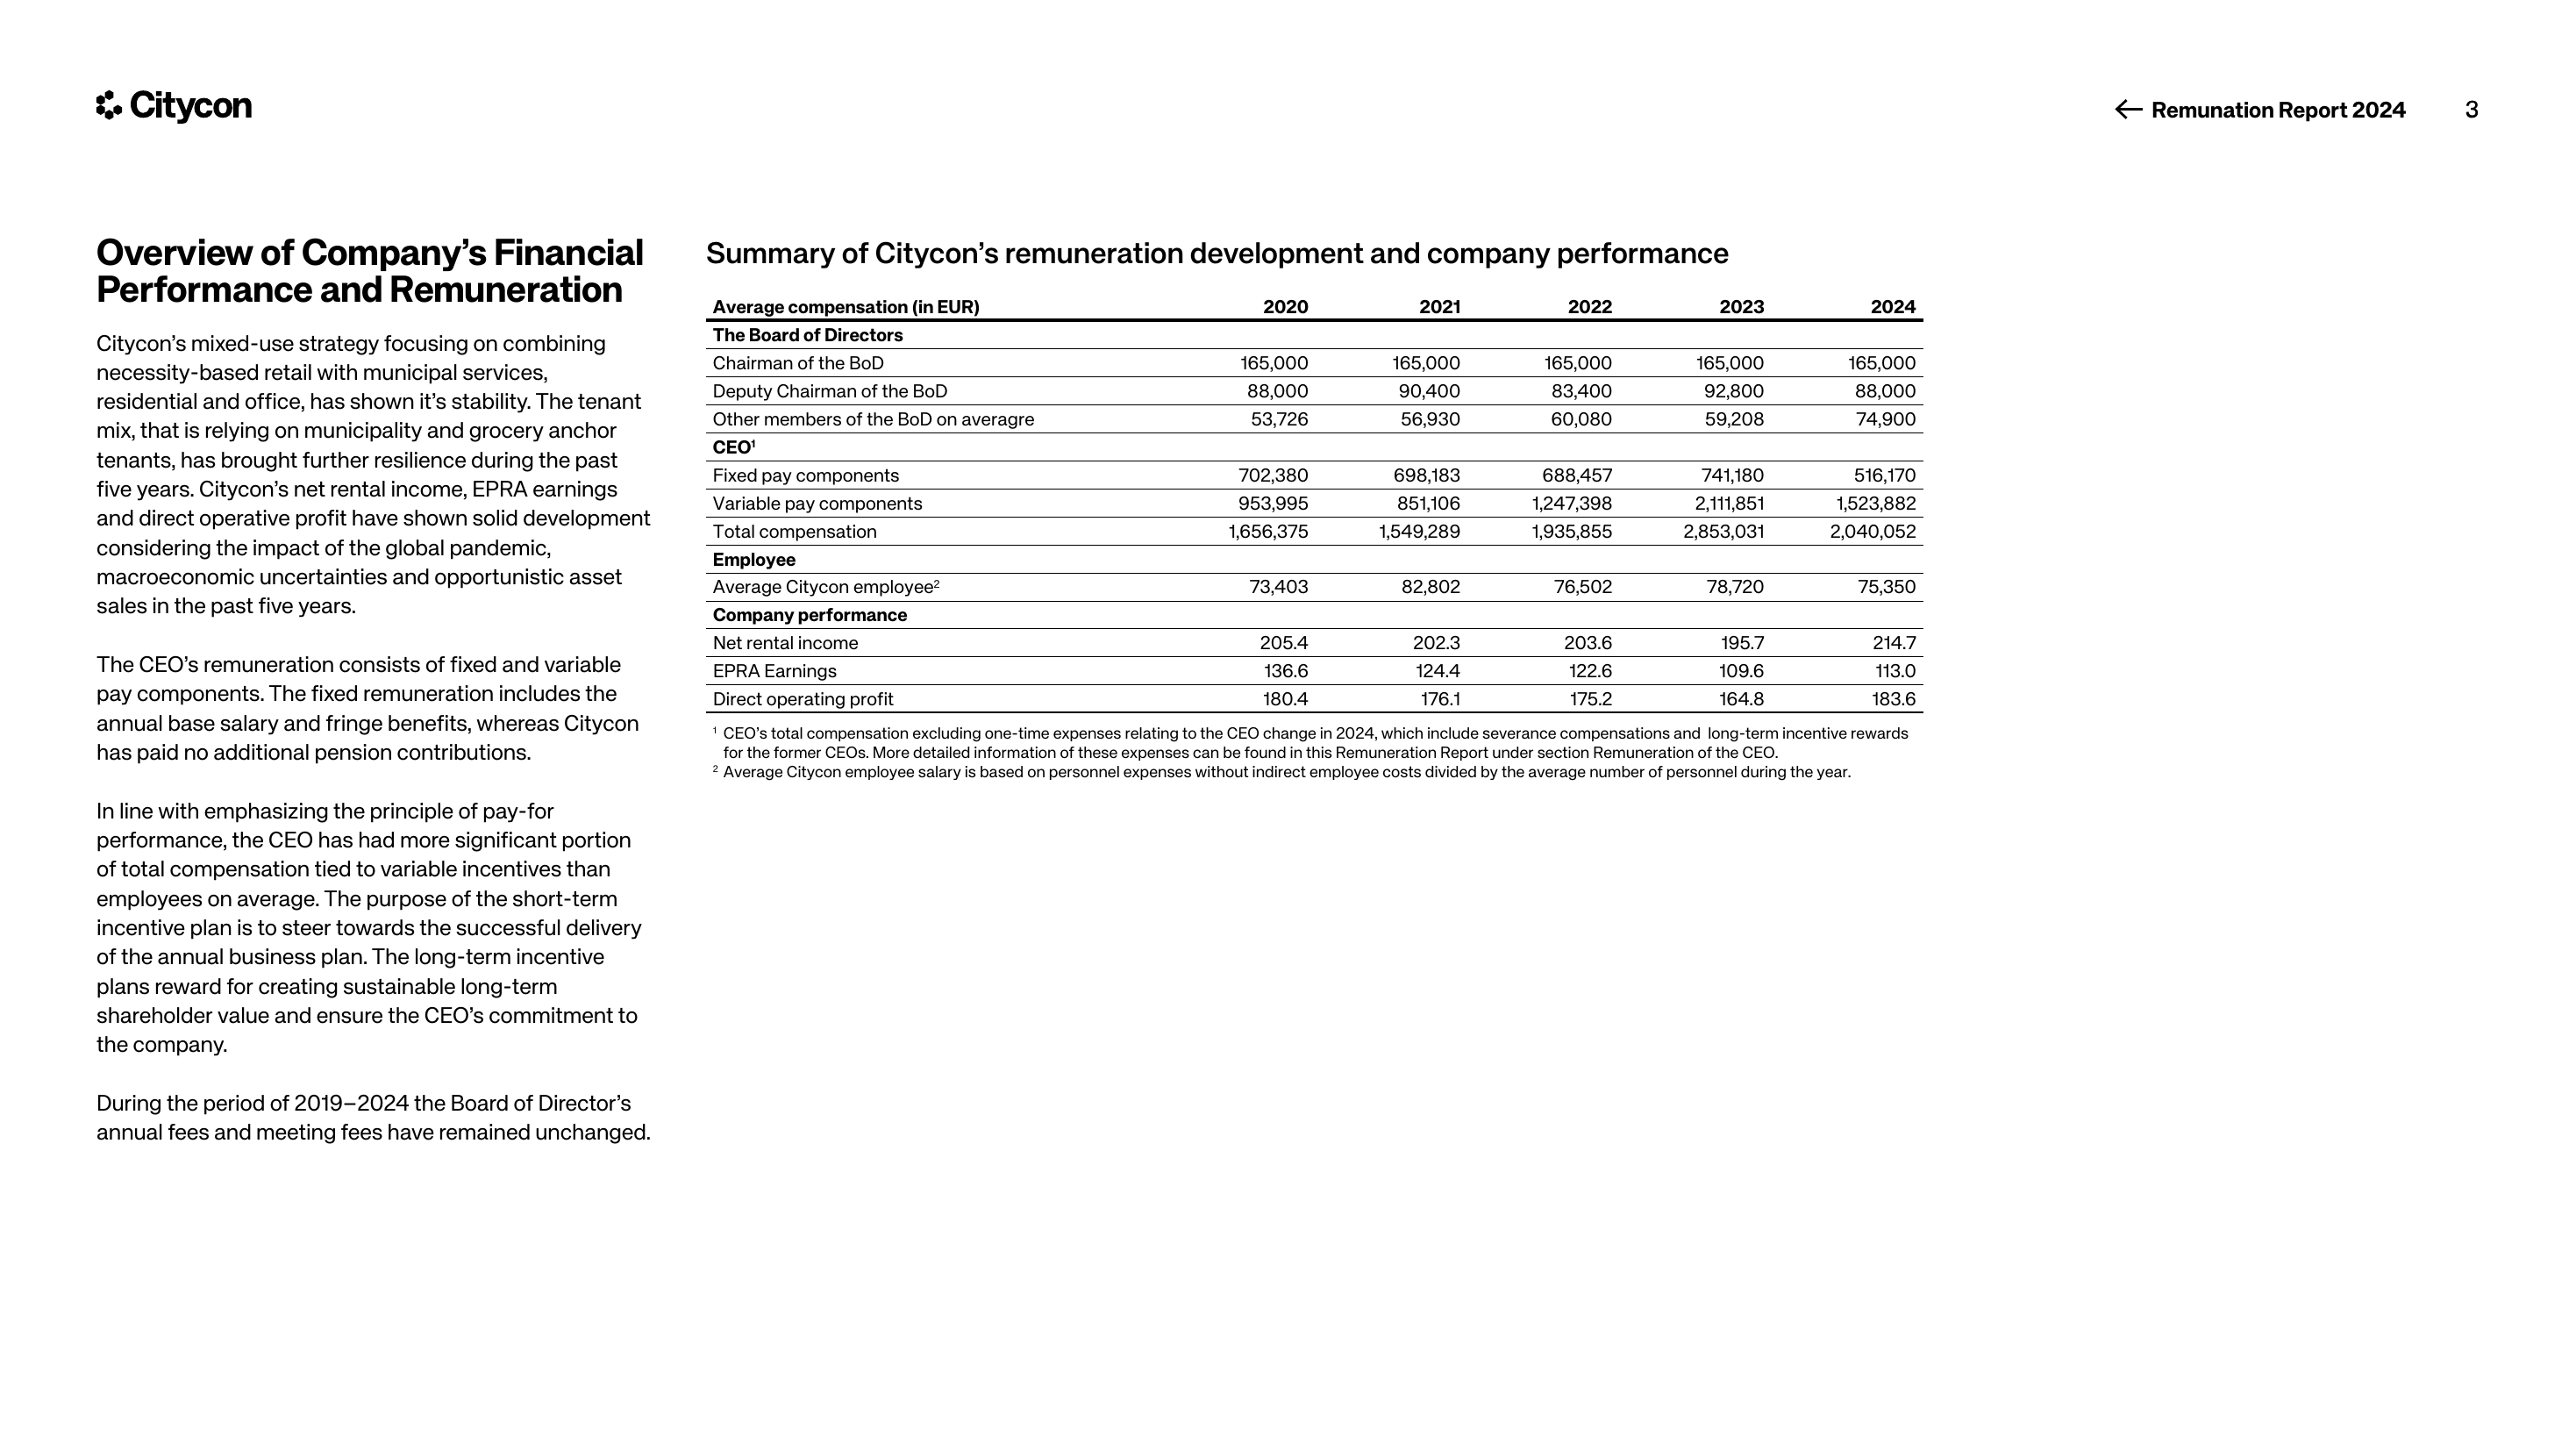 Citycon
← Remunation Report 2024 3
Overview of Company’s Financial
Performance and Remuneration
Citycon’s mixed-use strategy focusing on combining
necessity-based retail with municipal services,
residential and office, has shown it’s stability. The tenant
mix, that is relying on municipality and grocery anchor
tenants, has brought further resilience during the past
five years. Citycon’s net rental income, EPRA earnings
and direct operative profit have shown solid development
considering the impact of the global pandemic,
macroeconomic uncertainties and opportunistic asset
sales in the past five years.
The CEO’s remuneration consists of fixed and variable
pay components. The fixed remuneration includes the
annual base salary and fringe benefits, whereas Citycon
has paid no additional pension contributions.
In line with emphasizing the principle of pay-for
performance, the CEO has had more significant portion
of total compensation tied to variable incentives than
employees on average. The purpose of the short-term
incentive plan is to steer towards the successful delivery
of the annual business plan. The long-term incentive
plans reward for creating sustainable long-term
shareholder value and ensure the CEO’s commitment to
the company.
During the period of 2019–2024 the Board of Director’s
annual fees and meeting fees have remained unchanged.
Summary of Citycon’s remuneration development and company performance
Average compensation (in EUR) 2020 2021 2022 2023 2024
The Board of Directors
Chairman of the BoD 165,000 165,000 165,000 165,000 165,000
Deputy Chairman of the BoD 88,000 90,400 83,400 92,800 88,000
Other members of the BoD on averagre 53,726 56,930 60,080 59,208 74,900
CEO¹
Fixed pay components 702,380 698,183 688,457 741,180 516,170
Variable pay components 953,995 851,106 1,247,398 2,111,851 1,523,882
Total compensation 1,656,375 1,549,289 1,935,855 2,853,031 2,040,052
Employee
Average Citycon employee² 73,403 82,802 76,502 78,720 75,350
Company performance
Net rental income 205.4 202.3 203.6 195.7 214.7
EPRA Earnings 136.6 124.4 122.6 109.6 113.0
Direct operating profit 180.4 176.1 175.2 164.8 183.6
¹ CEO’s total compensation excluding one-time expenses relating to the CEO change in 2024, which include severance compensations and long-term incentive rewards
for the former CEOs. More detailed information of these expenses can be found in this Remuneration Report under section Remuneration of the CEO.
² Average Citycon employee salary is based on personnel expenses without indirect employee costs divided by the average number of personnel during the year.